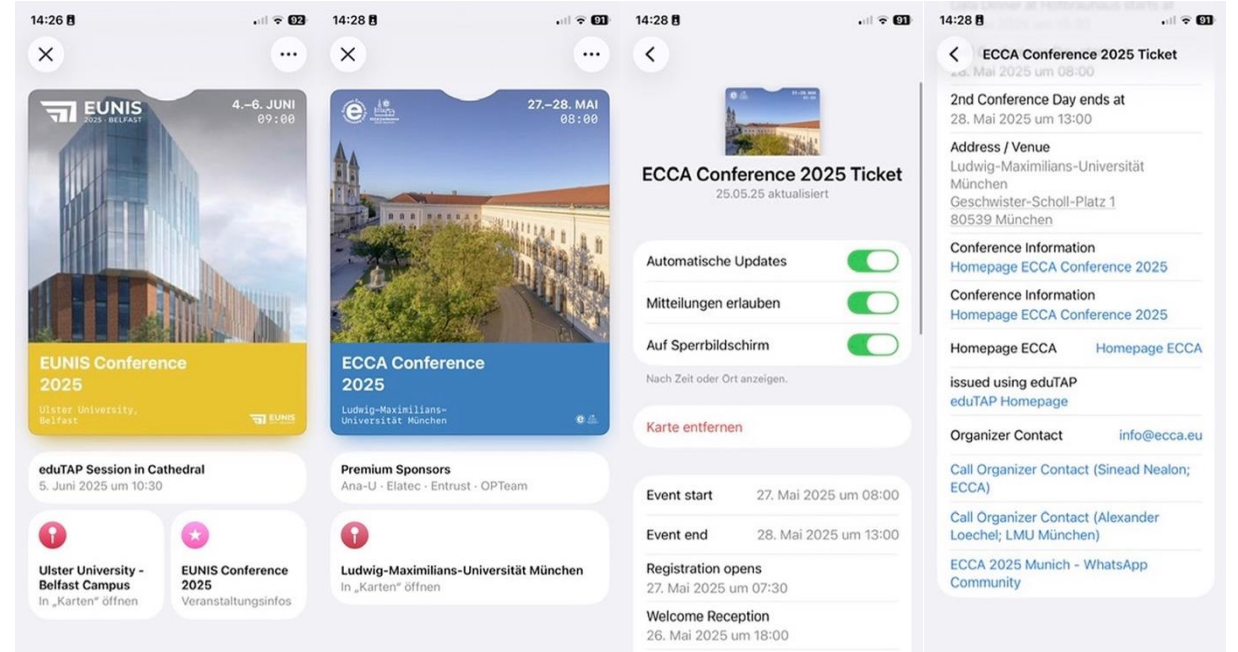 14:26
92
EUNIS
2025 · BELFAST
4.–6. JUNI
09:00
EUNIS Conference
2025
Ulster University,
Belfast
EUNIS
eduTAP Session in Cathedral
5. Juni 2025 um 10:30
Ulster University -
Belfast Campus
In „Karten“ öffnen
EUNIS Conference
2025
Veranstaltungsinfos
14:28
91
27.–28. MAI
08:00
ECCA Conference
2025
Ludwig-Maximilians-
Universität München
Premium Sponsors
Ana-U · Elatec · Entrust · OPTeam
Ludwig-Maximilians-Universität München
In „Karten“ öffnen
14:28
91
ECCA Conference 2025 Ticket
25.05.25 aktualisiert
Automatische Updates
Mitteilungen erlauben
Auf Sperrbildschirm
Nach Zeit oder Ort anzeigen.
Karte entfernen
Event start 27. Mai 2025 um 08:00
Event end 28. Mai 2025 um 13:00
Registration opens
27. Mai 2025 um 07:30
Welcome Reception
26. Mai 2025 um 18:00
14:28
91
ECCA Conference 2025 Ticket
28. Mai 2025 um 08:00
2nd Conference Day ends at
28. Mai 2025 um 13:00
Address / Venue
Ludwig-Maximilians-Universität
München
Geschwister-Scholl-Platz 1
80539 München
Conference Information
Homepage ECCA Conference 2025
Conference Information
Homepage ECCA Conference 2025
Homepage ECCA Homepage ECCA
issued using eduTAP
eduTAP Homepage
Organizer Contact info@ecca.eu
Call Organizer Contact (Sinead Nealon;
ECCA)
Call Organizer Contact (Alexander
Loechel; LMU München)
ECCA 2025 Munich - WhatsApp
Community